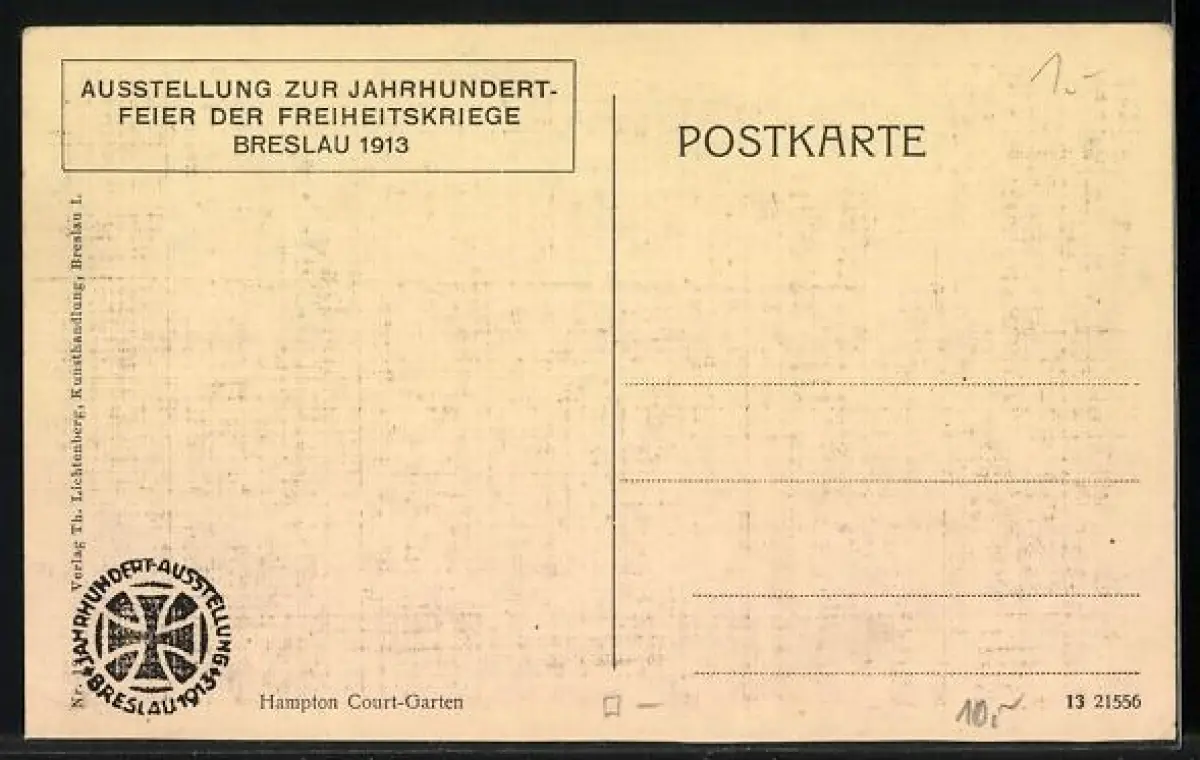 AUSSTELLUNG ZUR JAHRHUNDERT-
FEIER DER FREIHEITSKRIEGE
BRESLAU 1913
POSTKARTE
1.-
Nr.
Verlag Th. Lichtenberg, Kunsthandlung, Breslau I.
JAHRHUNDERT-AUSSTELLUNG
BRESLAU 1913
Hampton Court-Garten
10,-
13 21556